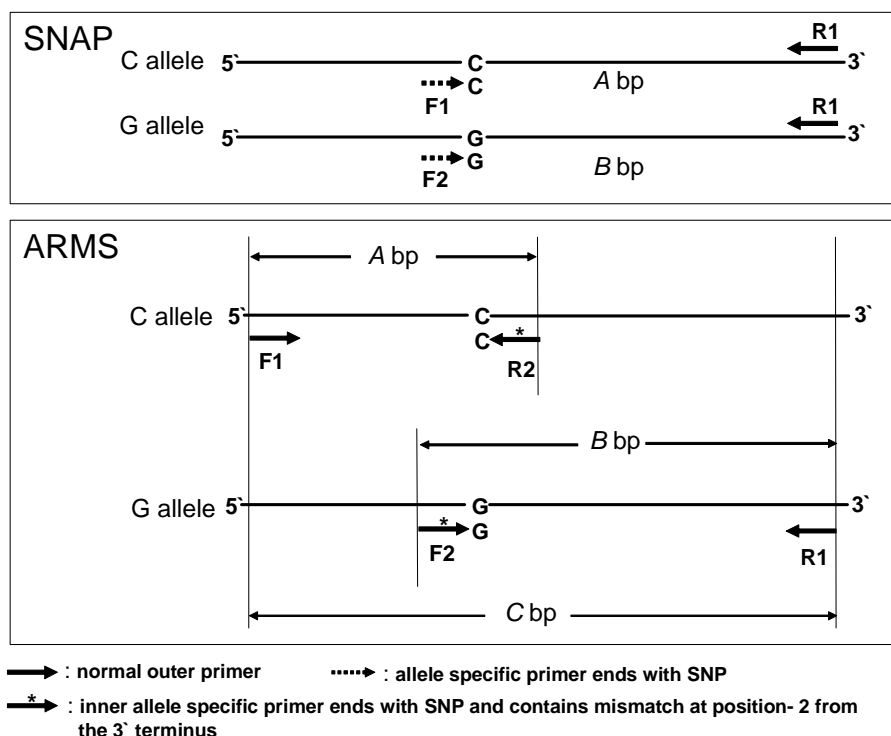 SNAP
R1
C allele 5` C 3`
C A bp
F1 R1
G allele 5` G 3`
G
F2 B bp
ARMS
A bp
C allele 5` C 3`
* C
F1 R2
B bp
G allele 5` G 3`
* G
F2 R1
C bp
: normal outer primer : allele specific primer ends with SNP
* : inner allele specific primer ends with SNP and contains mismatch at position- 2 from
the 3` terminus